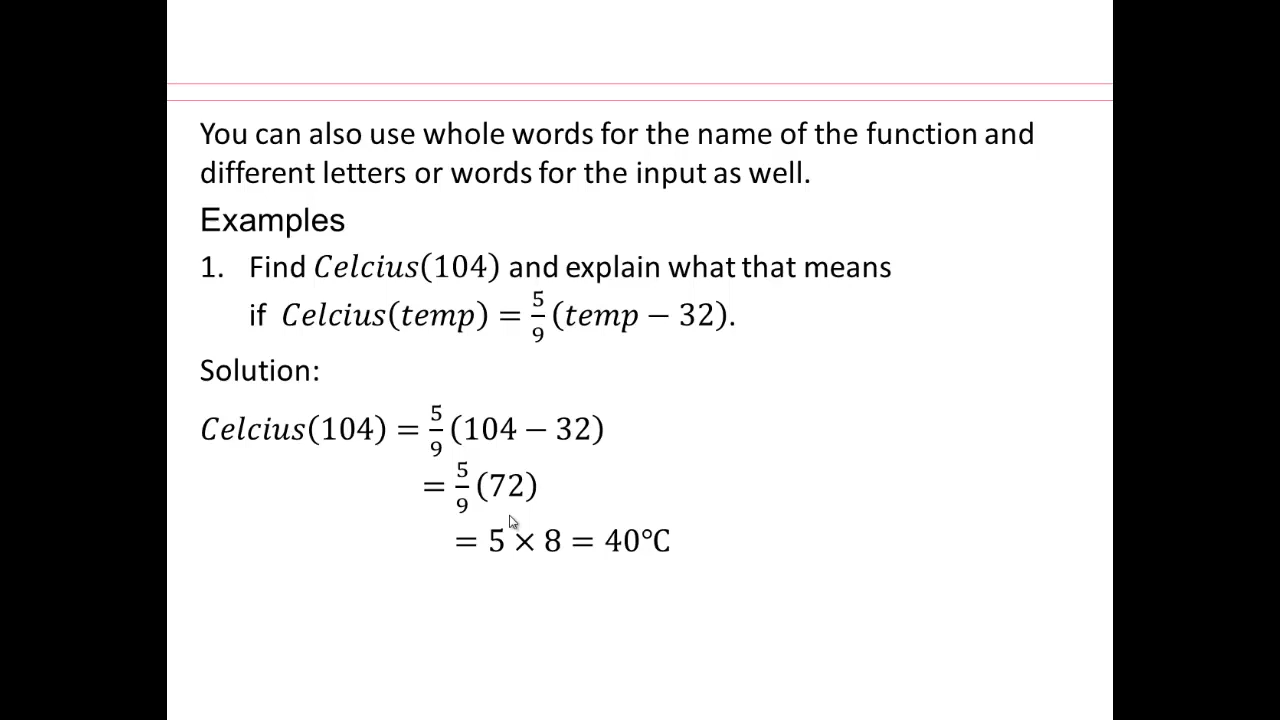 You can also use whole words for the name of the function and
different letters or words for the input as well.
Examples
1. Find Celcius(104) and explain what that means
if Celcius(temp) = 5/9 (temp − 32).
Solution:
Celcius(104) = 5/9 (104 − 32)
= 5/9 (72)
= 5 × 8 = 40℃